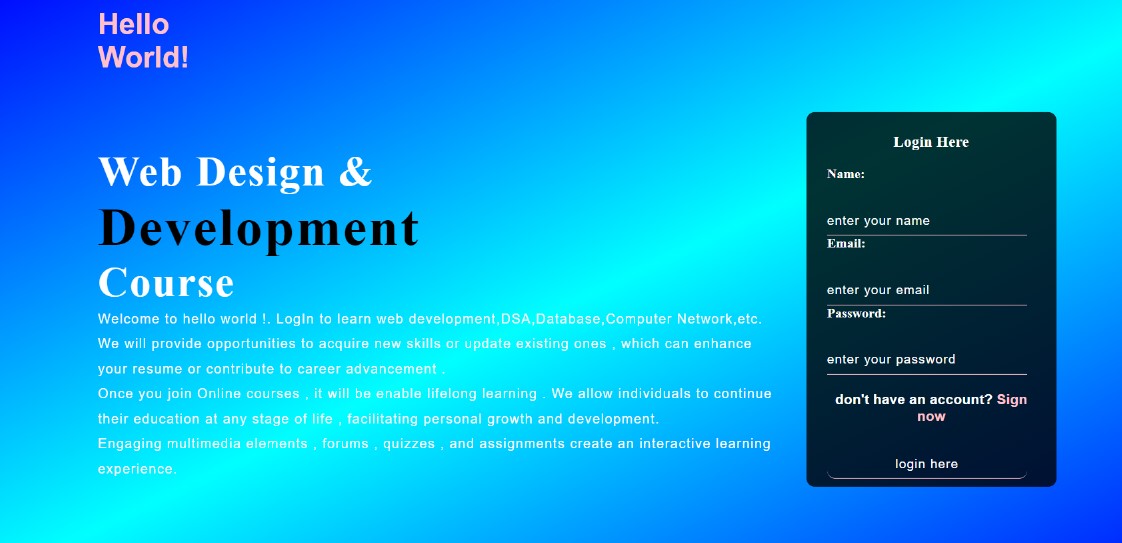 Hello
World!
Web Design &
Development
Course
Welcome to hello world !. LogIn to learn web development,DSA,Database,Computer Network,etc.
We will provide opportunities to acquire new skills or update existing ones , which can enhance
your resume or contribute to career advancement .
Once you join Online courses , it will be enable lifelong learning . We allow individuals to continue
their education at any stage of life , facilitating personal growth and development.
Engaging multimedia elements , forums , quizzes , and assignments create an interactive learning
experience.
Login Here
Name:
enter your name
Email:
enter your email
Password:
enter your password
don't have an account? Sign
now
login here